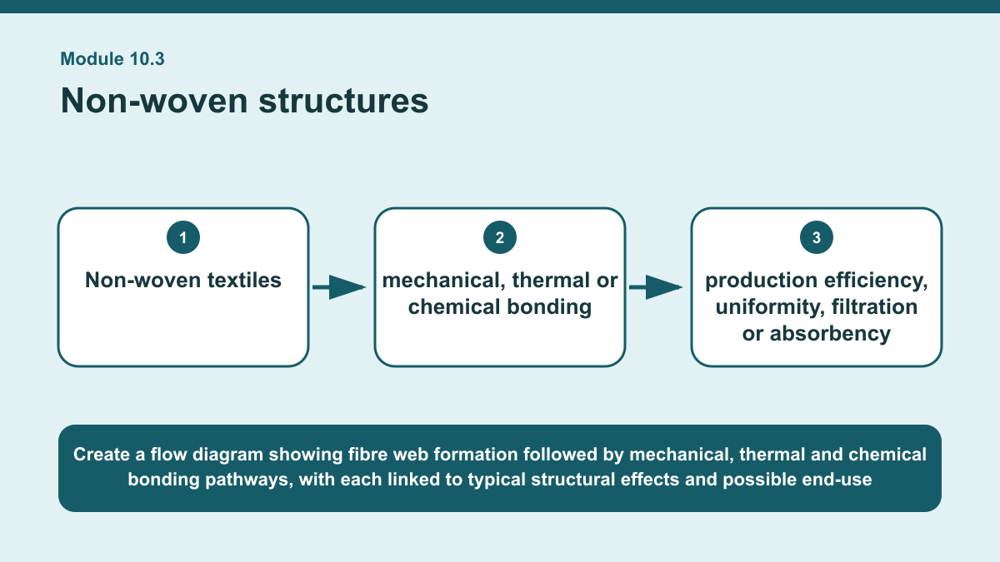 Module 10.3
Non-woven structures
1
Non-woven textiles
2
mechanical, thermal or
chemical bonding
3
production efficiency,
uniformity, filtration
or absorbency
Create a flow diagram showing fibre web formation followed by mechanical, thermal and chemical
bonding pathways, with each linked to typical structural effects and possible end-use